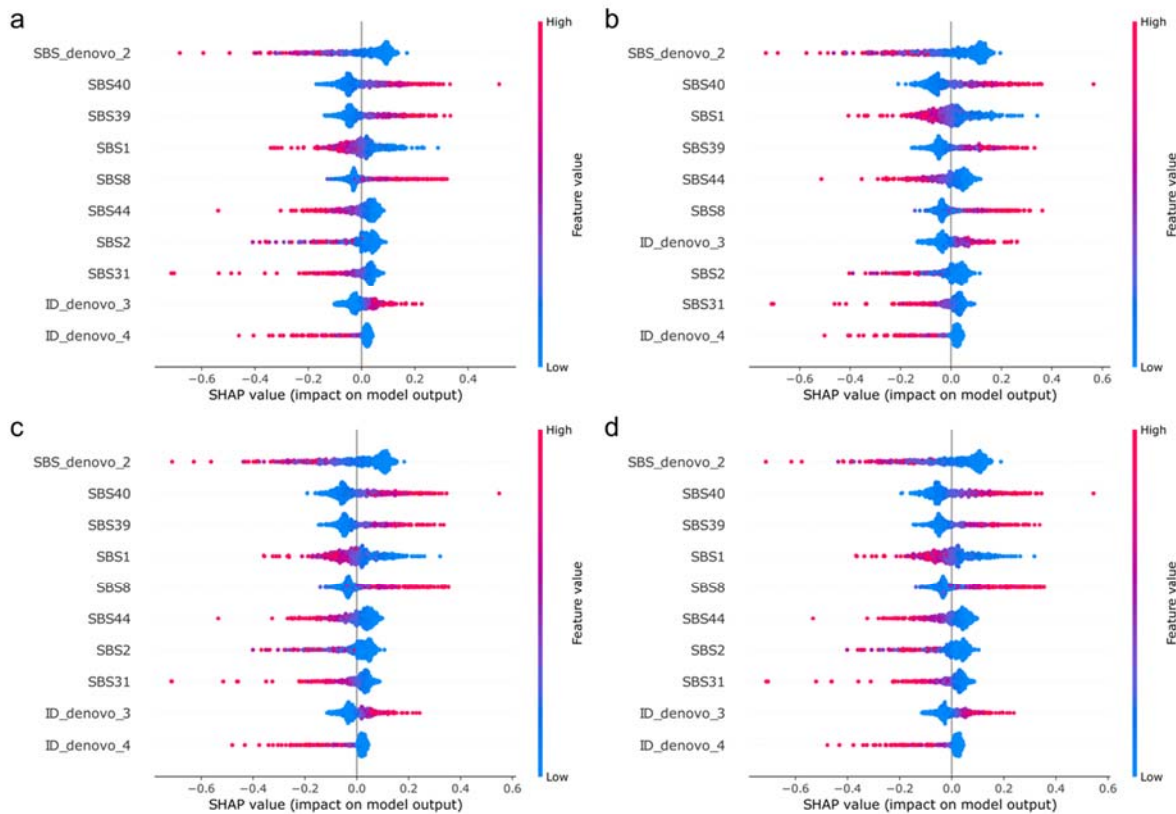 a
High
SBS_denovo_2
SBS40
SBS39
SBS1
SBS8
SBS44
SBS2
SBS31
ID_denovo_3
ID_denovo_4
Feature value
Low
−0.6 −0.4 −0.2 0.0 0.2 0.4
SHAP value (impact on model output)
b
High
SBS_denovo_2
SBS40
SBS1
SBS39
SBS44
SBS8
ID_denovo_3
SBS2
SBS31
ID_denovo_4
Feature value
Low
−0.6 −0.4 −0.2 0.0 0.2 0.4 0.6
SHAP value (impact on model output)
c
High
SBS_denovo_2
SBS40
SBS39
SBS1
SBS8
SBS44
SBS2
SBS31
ID_denovo_3
ID_denovo_4
Feature value
Low
−0.6 −0.4 −0.2 0.0 0.2 0.4 0.6
SHAP value (impact on model output)
d
High
SBS_denovo_2
SBS40
SBS39
SBS1
SBS8
SBS44
SBS2
SBS31
ID_denovo_3
ID_denovo_4
Feature value
Low
−0.6 −0.4 −0.2 0.0 0.2 0.4 0.6
SHAP value (impact on model output)